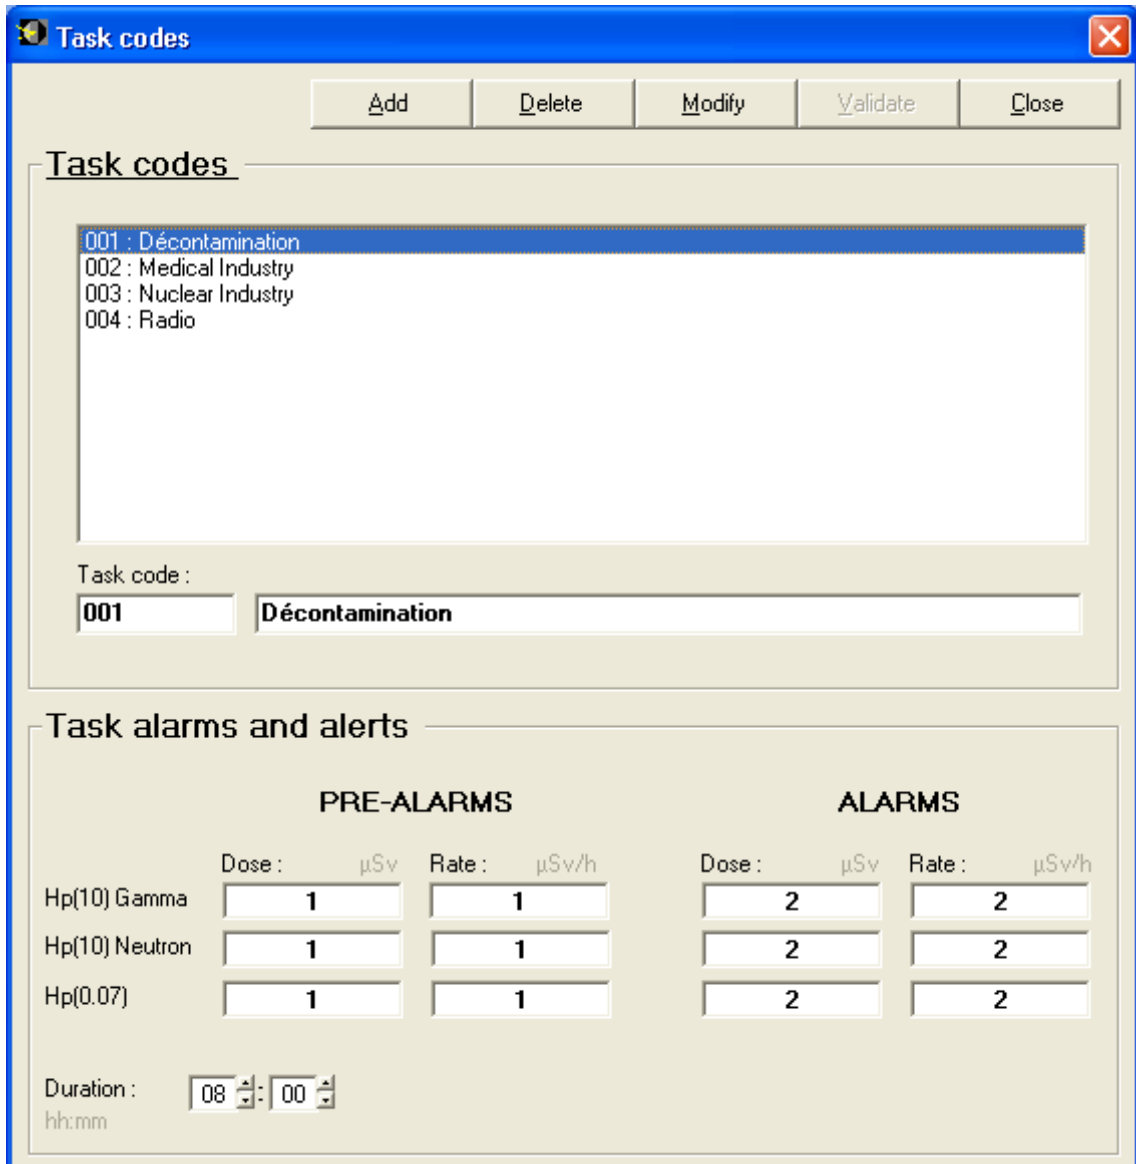 Task codes
Add Delete Modify Validate Close
Task codes
001 : Décontamination
002 : Medical Industry
003 : Nuclear Industry
004 : Radio
Task code :
001 Décontamination
Task alarms and alerts
PRE-ALARMS ALARMS
Dose : µSv Rate : µSv/h Dose : µSv Rate : µSv/h
Hp(10) Gamma 1 1 2 2
Hp(10) Neutron 1 1 2 2
Hp(0.07) 1 1 2 2
Duration : 08 : 00
hh:mm